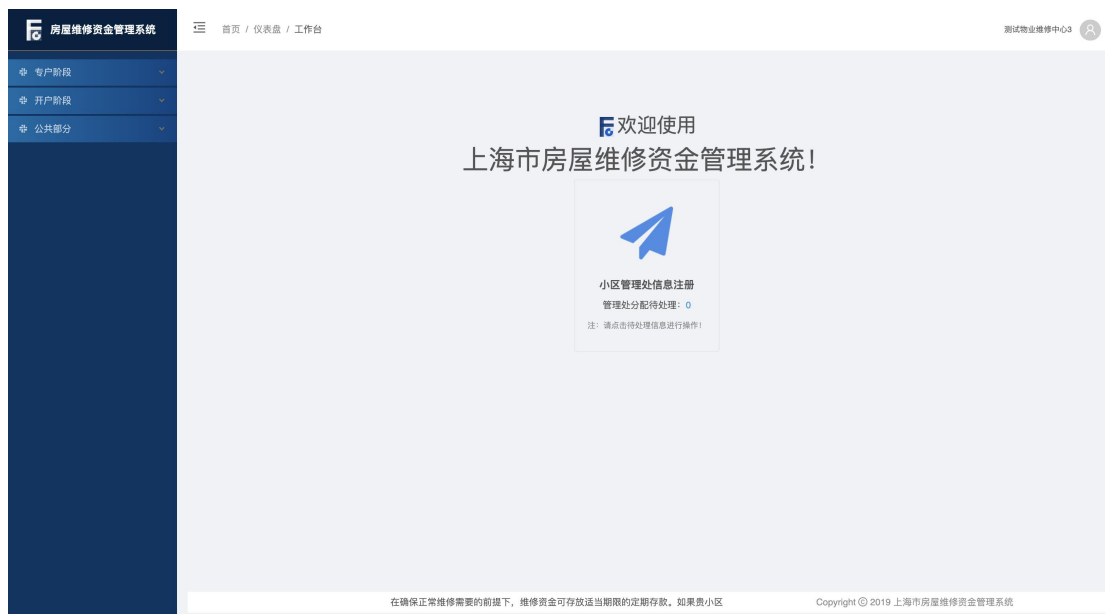 房屋维修资金管理系统
首页 / 仪表盘 / 工作台
测试物业维修中心3
专户阶段
开户阶段
公共部分
欢迎使用
上海市房屋维修资金管理系统!
小区管理处信息注册
管理处分配待处理: 0
注: 请点击待处理信息进行操作!
在确保正常维修需要的前提下, 维修资金可存放适当期限的定期存款。如果贵小区
Copyright © 2019 上海市房屋维修资金管理系统